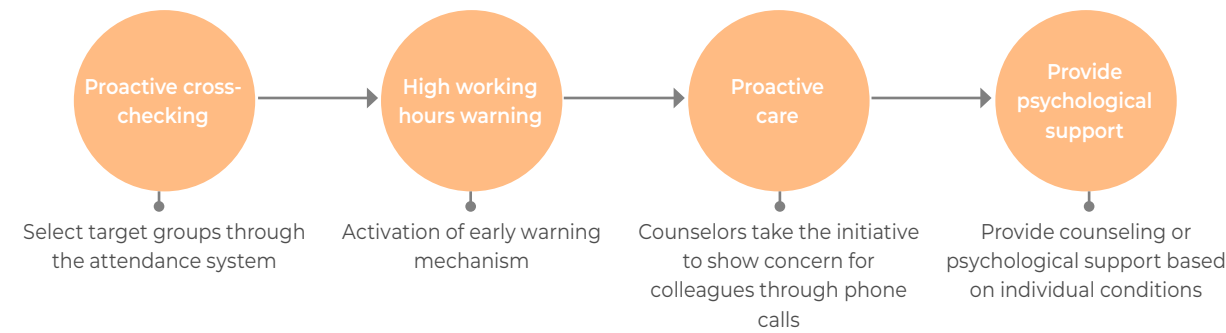 Proactive cross-
checking
High working
hours warning
Proactive
care
Provide
psychological
support
Select target groups through
the attendance system
Activation of early warning
mechanism
Counselors take the initiative
to show concern for
colleagues through phone
calls
Provide counseling or
psychological support based
on individual conditions